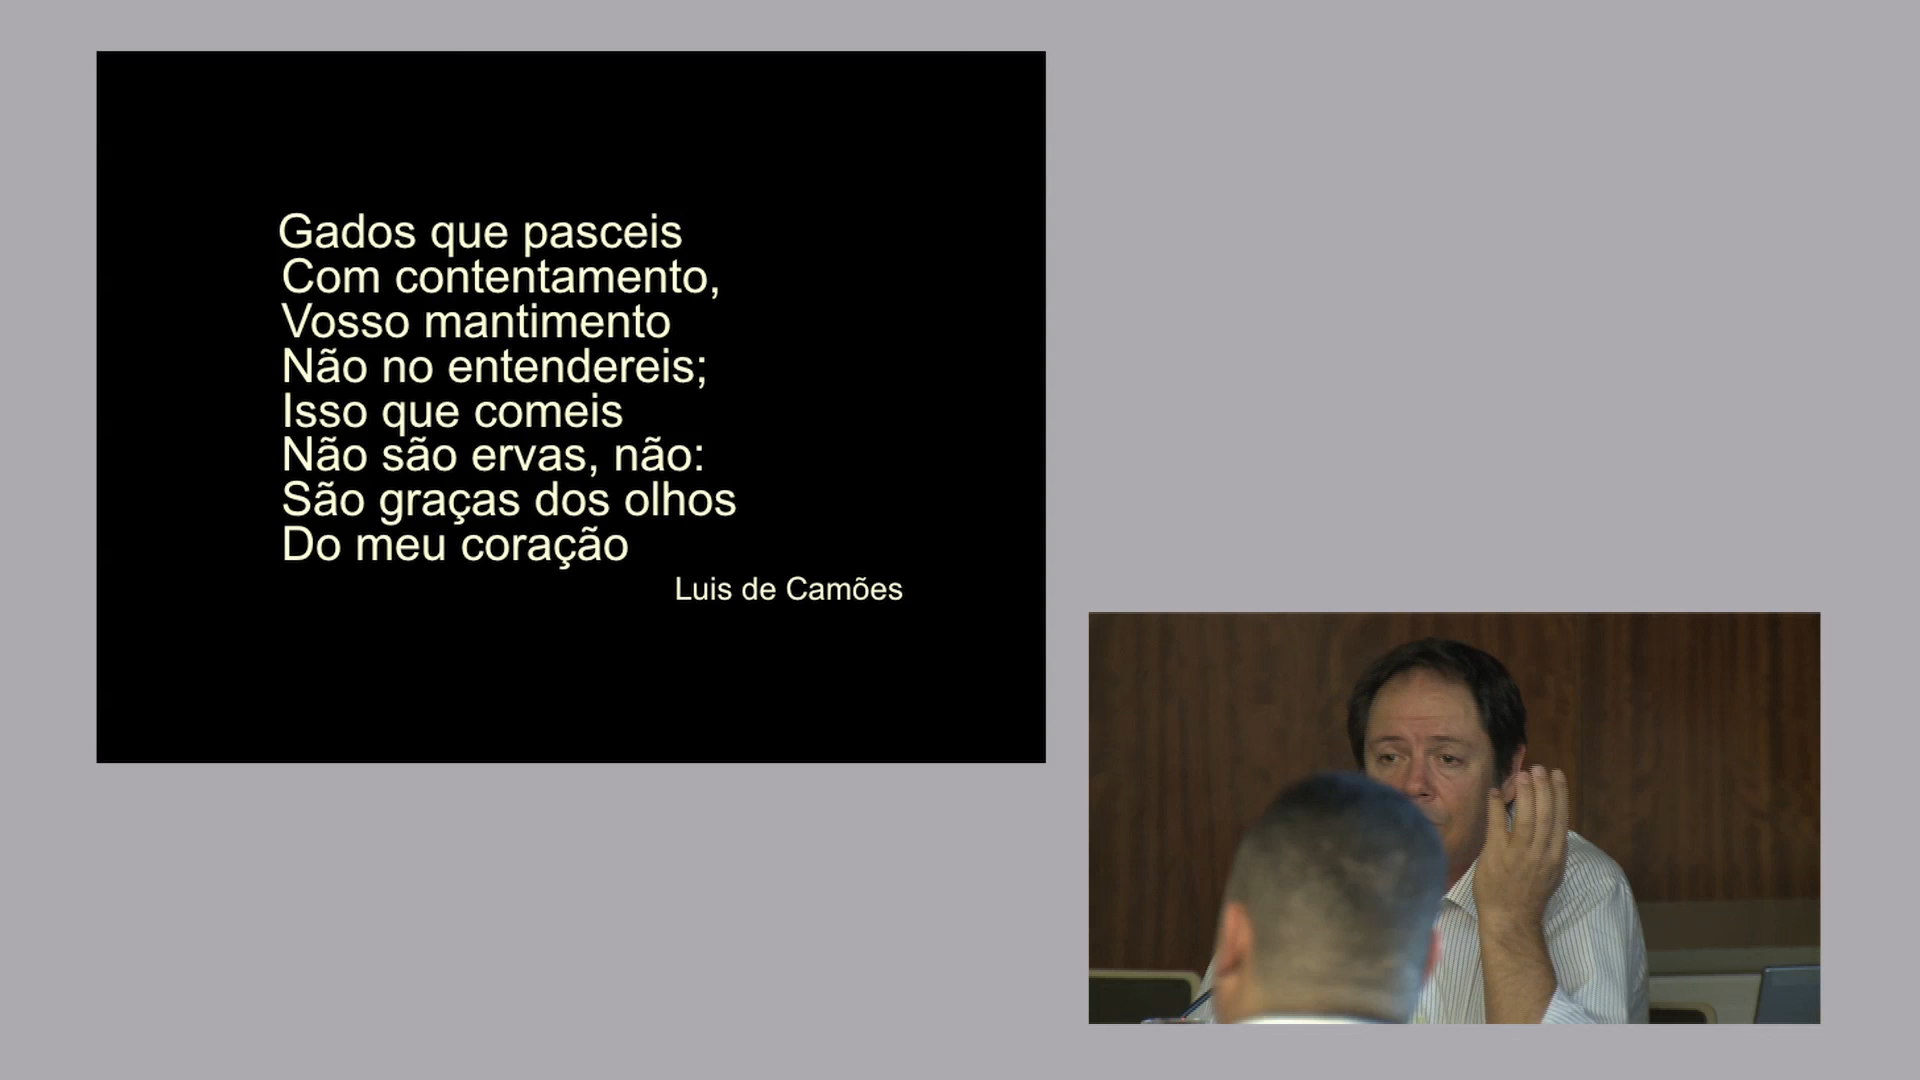 Gados que pasceis
Com contentamento,
Vosso mantimento
Não no entendereis;
Isso que comeis
Não são ervas, não:
São graças dos olhos
Do meu coração
Luis de Camões